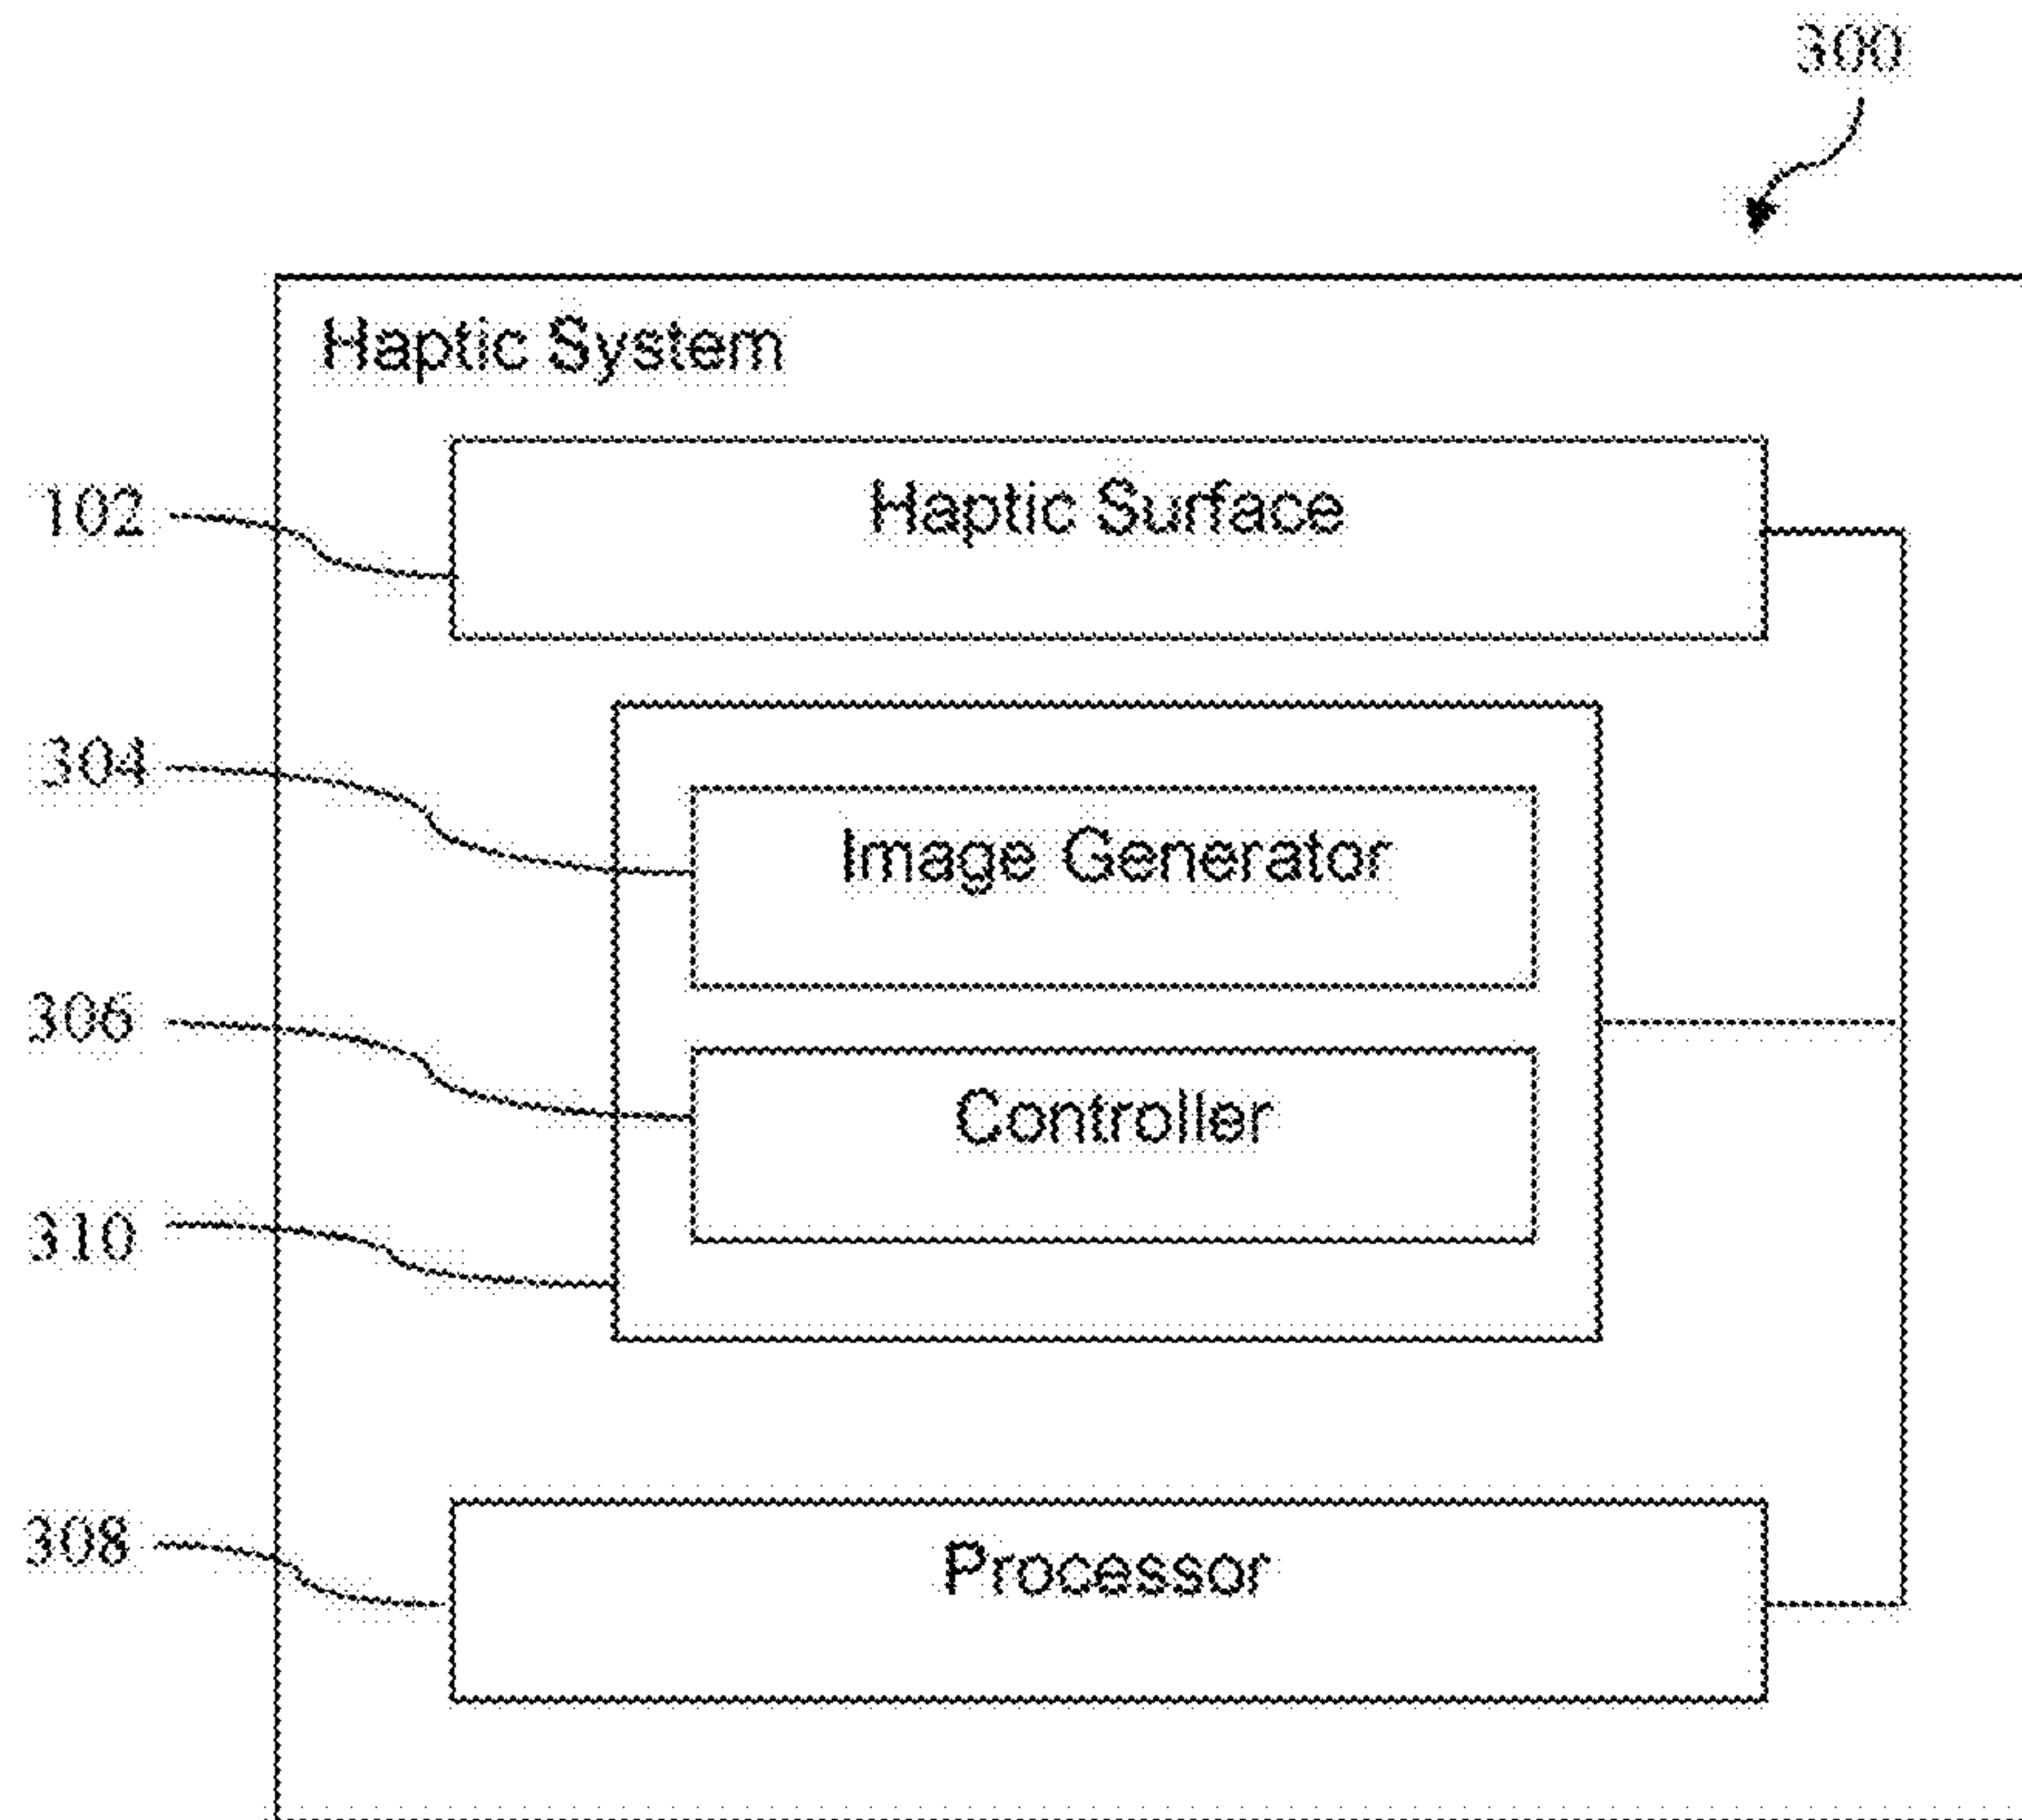 300
Haptic System
102
Haptic Surface
304
Image Generator
306
Controller
310
308
Processor